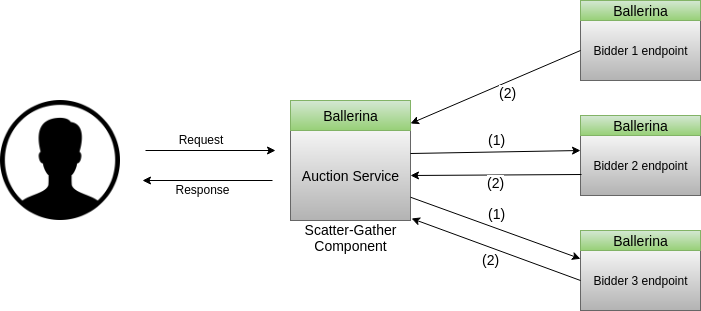 Ballerina
Bidder 1 endpoint
(2)
Ballerina
Auction Service
Scatter-Gather
Component
Request
Response
(1)
(2)
Ballerina
Bidder 2 endpoint
(1)
(2)
Ballerina
Bidder 3 endpoint